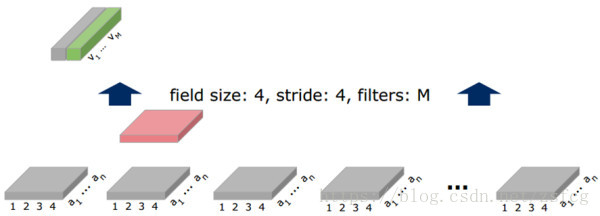 v₁ ... v_M
field size: 4, stride: 4, filters: M
...
1 2 3 4 a₁ ... aₙ
1 2 3 4 a₁ ... aₙ
1 2 3 4 a₁ ... aₙ
1 2 3 4 a₁ ... aₙ
1 2 3 4 a₁ ... aₙ